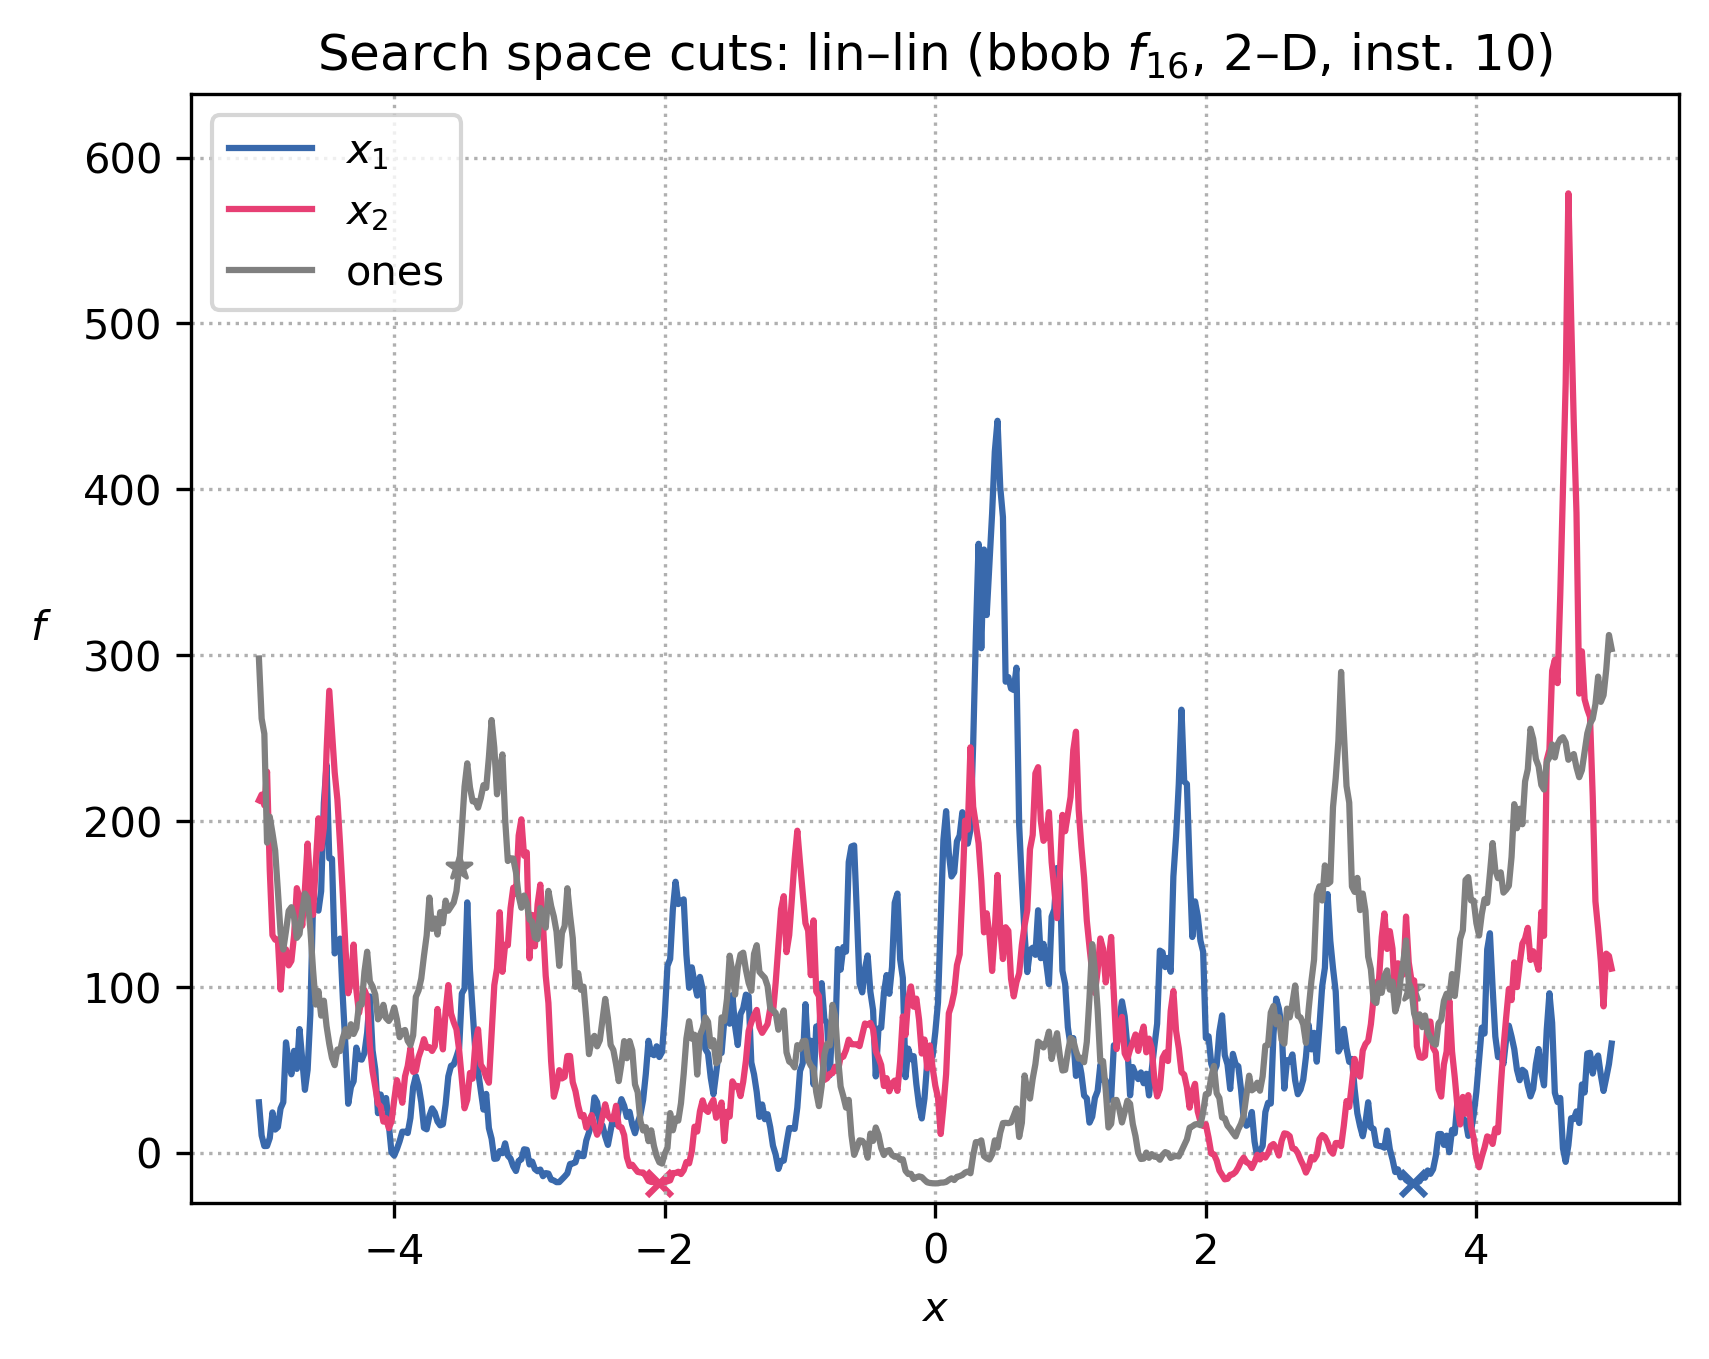 Search space cuts: lin–lin (bbob f₁₆, 2–D, inst. 10)
x₁
x₂
ones
600
500
400
300
200
100
0
f
−4
−2
0
2
4
x